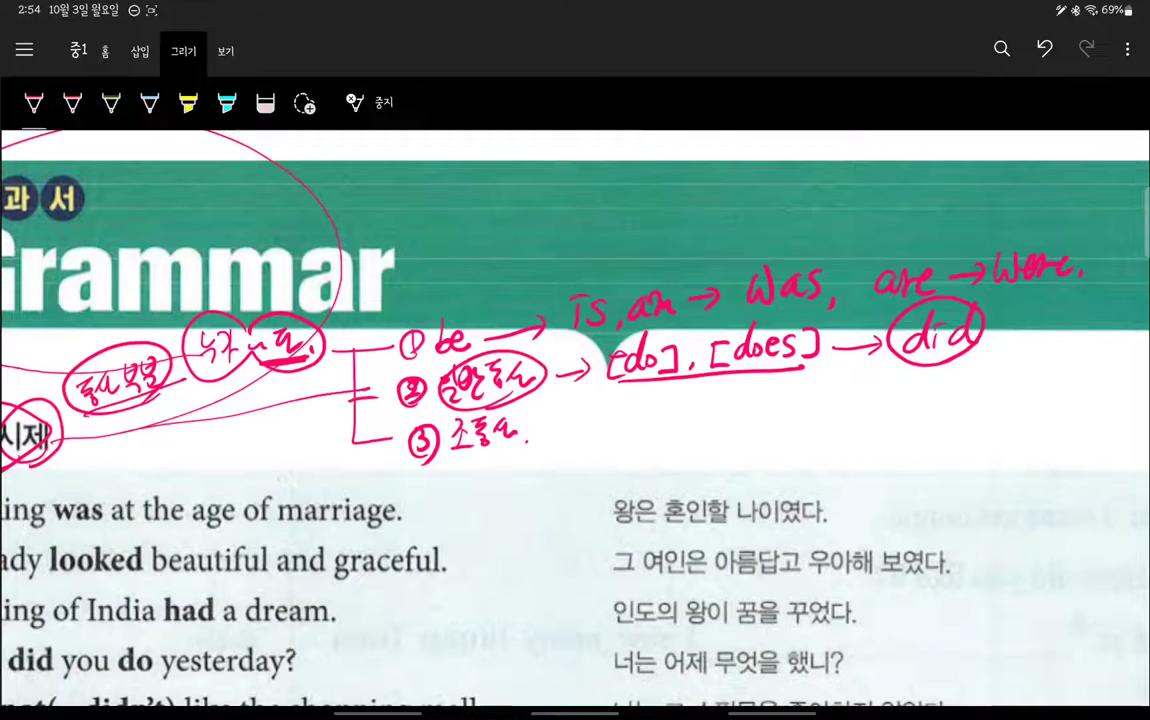 2:54 10월 3일 월요일 69%
중1 홈 삽입 그리기 보기
중지
과서
Grammar
is, am → was, are → were.
누가 ~ 다.
① be →
동사부분
② 일반동사 → [do], [does] → did
③ 조동사.
시제
ing was at the age of marriage. 왕은 혼인할 나이였다.
ady looked beautiful and graceful. 그 여인은 아름답고 우아해 보였다.
ing of India had a dream. 인도의 왕이 꿈을 꾸었다.
did you do yesterday? 너는 어제 무엇을 했니?